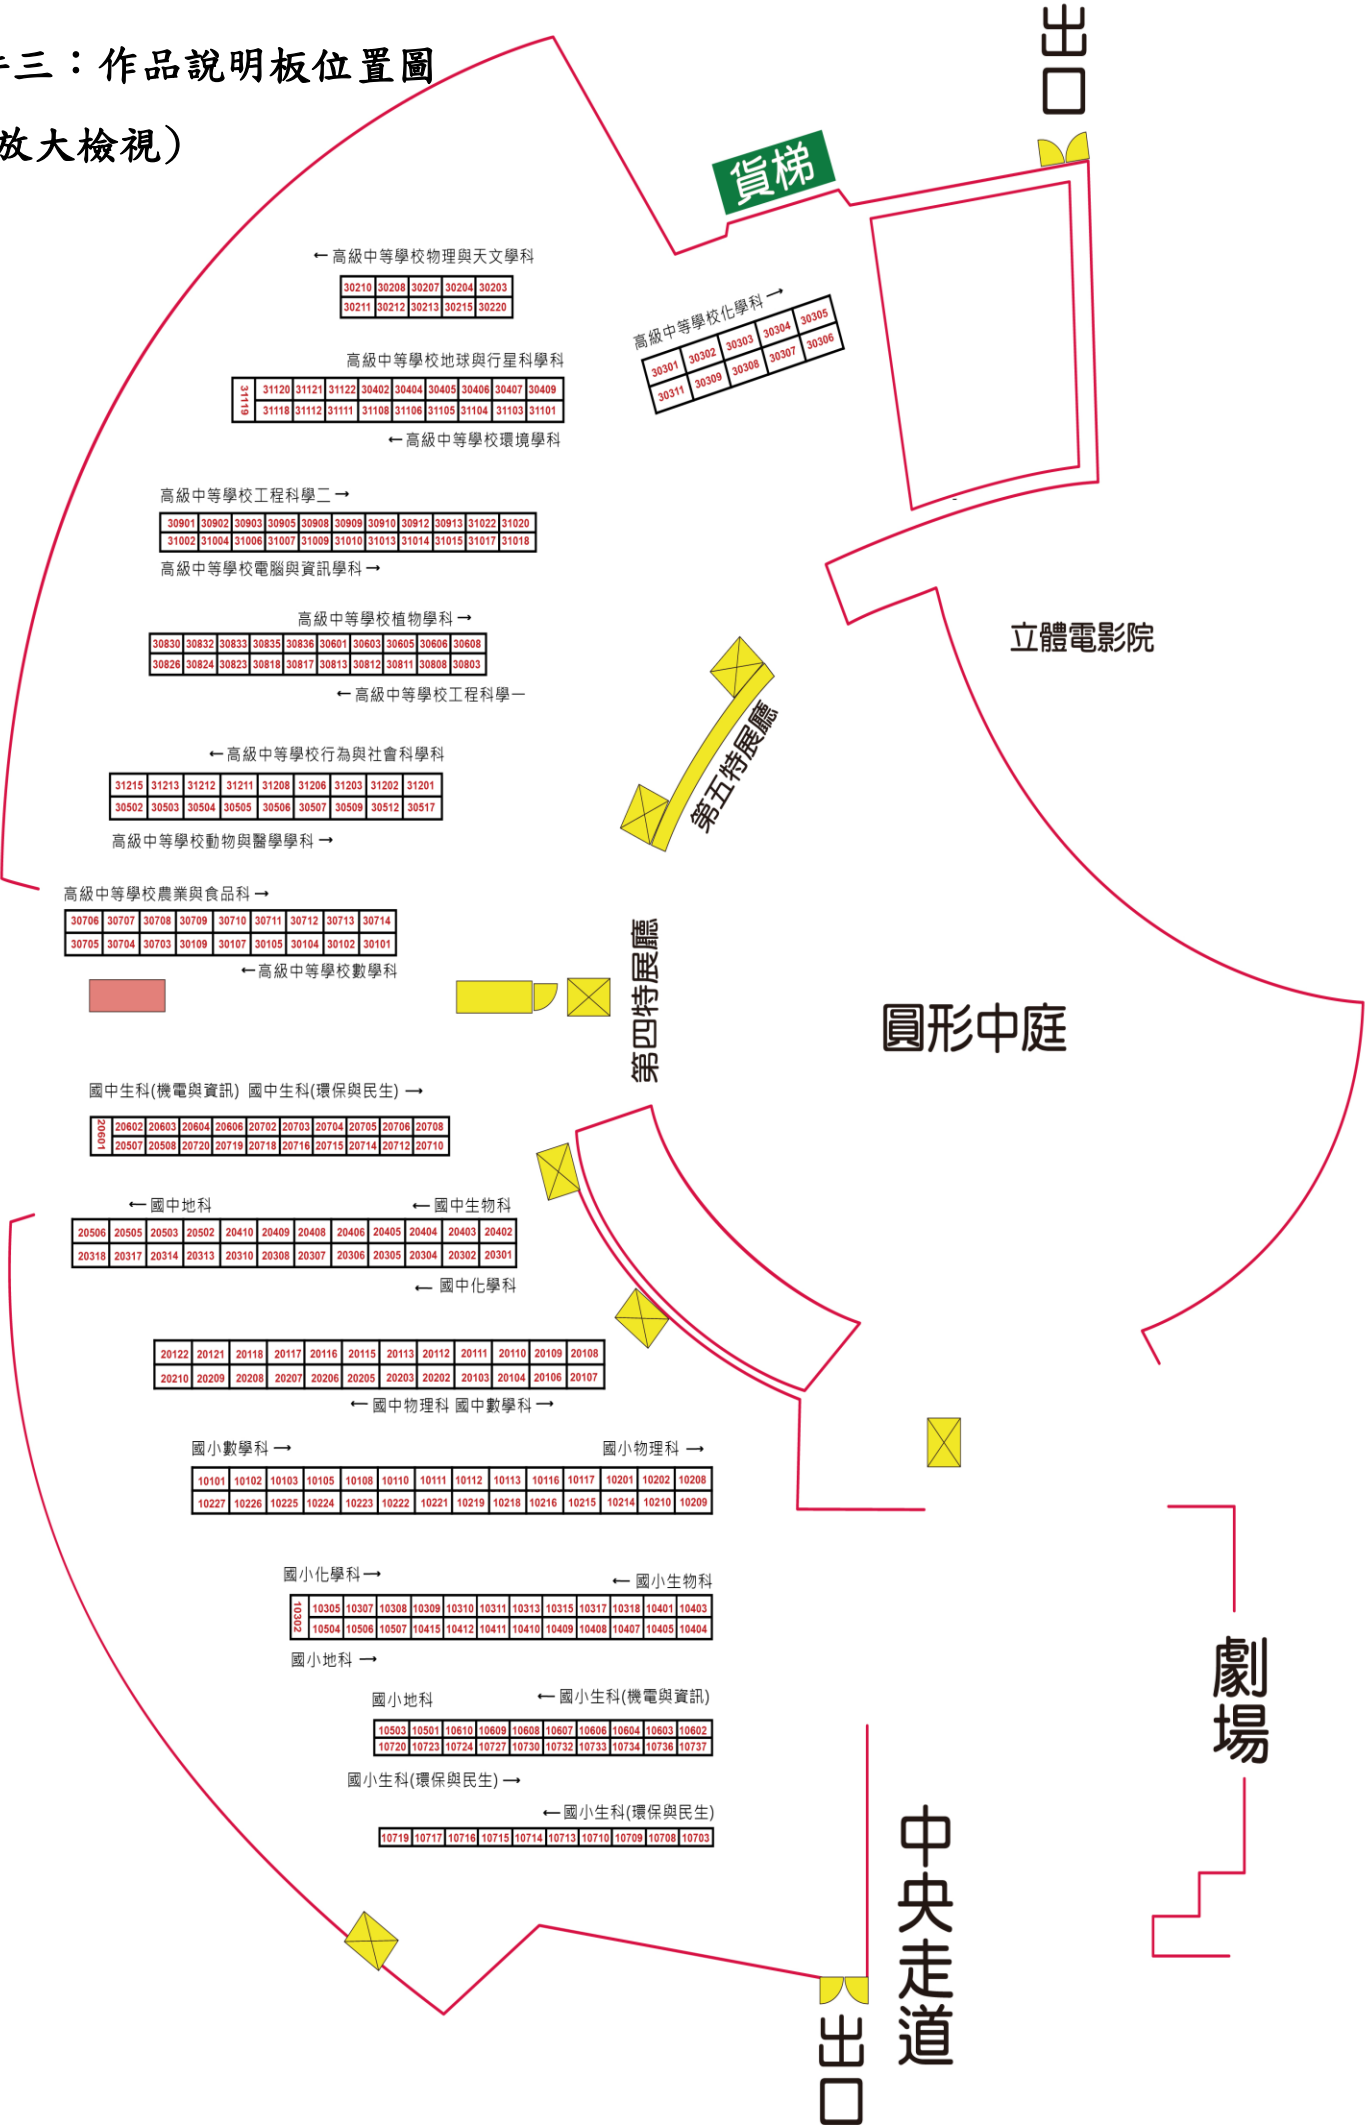 三：作品說明板位置圖
放大檢視）
出口
貨梯
←高級中等學校物理與天文學科
30210 30208 30207 30204 30203
30211 30212 30213 30215 30220
高級中等學校化學科→
30301 30302 30303 30304 30305
30311 30309 30308 30307 30306
高級中等學校地球與行星科學科
31119
31120 31121 31122 30402 30404 30405 30406 30407 30409
31118 31112 31111 31108 31106 31105 31104 31103 31101
←高級中等學校環境學科
高級中等學校工程科學二→
30901 30902 30903 30905 30908 30909 30910 30912 30913 31022 31020
31002 31004 31006 31007 31009 31010 31013 31014 31015 31017 31018
高級中等學校電腦與資訊學科→
高級中等學校植物學科→
30830 30832 30833 30835 30836 30601 30603 30605 30606 30608
30826 30824 30823 30818 30817 30813 30812 30811 30808 30803
←高級中等學校工程科學一
立體電影院
第五特展廳
←高級中等學校行為與社會科學科
31215 31213 31212 31211 31208 31206 31203 31202 31201
30502 30503 30504 30505 30506 30507 30509 30512 30517
高級中等學校動物與醫學學科→
高級中等學校農業與食品科→
30706 30707 30708 30709 30710 30711 30712 30713 30714
30705 30704 30703 30109 30107 30105 30104 30102 30101
←高級中等學校數學科
第四特展廳
圓形中庭
國中生科(機電與資訊) 國中生科(環保與民生)→
20601
20602 20603 20604 20606 20702 20703 20704 20705 20706 20708
20507 20508 20720 20719 20718 20716 20715 20714 20712 20710
←國中地科 ←國中生物科
20506 20505 20503 20502 20410 20409 20408 20406 20405 20404 20403 20402
20318 20317 20314 20313 20310 20308 20307 20306 20305 20304 20302 20301
← 國中化學科
20122 20121 20118 20117 20116 20115 20113 20112 20111 20110 20109 20108
20210 20209 20208 20207 20206 20205 20203 20202 20103 20104 20106 20107
←國中物理科 國中數學科→
國小數學科→ 國小物理科→
10101 10102 10103 10105 10108 10110 10111 10112 10113 10116 10117 10201 10202 10208
10227 10226 10225 10224 10223 10222 10221 10219 10218 10216 10215 10214 10210 10209
國小化學科→ ←國小生物科
10302
10305 10307 10308 10309 10310 10311 10313 10315 10317 10318 10401 10403
10504 10506 10507 10415 10412 10411 10410 10409 10408 10407 10405 10404
國小地科→
國小地科 ←國小生科(機電與資訊)
10503 10501 10610 10609 10608 10607 10606 10604 10603 10602
10720 10723 10724 10727 10730 10732 10733 10734 10736 10737
國小生科(環保與民生)→
←國小生科(環保與民生)
10719 10717 10716 10715 10714 10713 10710 10709 10708 10703
劇場
中央走道
出口